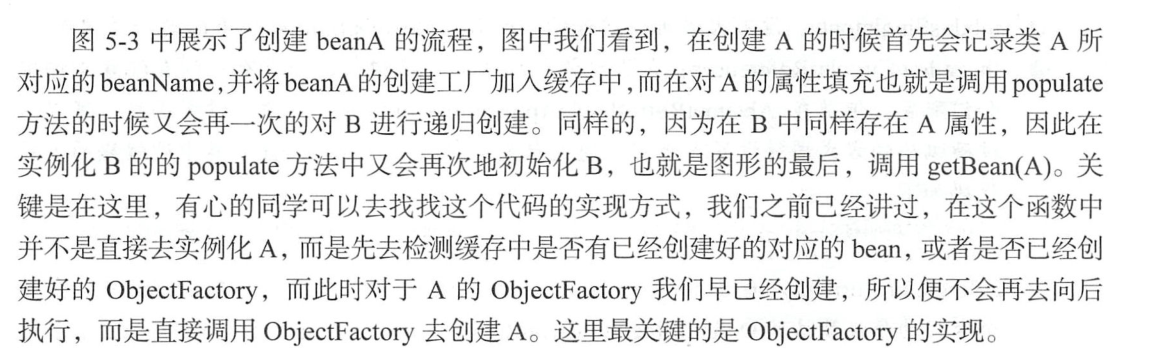 图 5-3 中展示了创建 beanA 的流程，图中我们看到，在创建 A 的时候首先会记录类 A 所
对应的 beanName，并将 beanA 的创建工厂加入缓存中，而在对 A 的属性填充也就是调用 populate
方法的时候又会再一次的对 B 进行递归创建。同样的，因为在 B 中同样存在 A 属性，因此在
实例化 B 的的 populate 方法中又会再次地初始化 B，也就是图形的最后，调用 getBean(A)。关
键是在这里，有心的同学可以去找找这个代码的实现方式，我们之前已经讲过，在这个函数中
并不是直接去实例化 A，而是先去检测缓存中是否有已经创建好的对应的 bean，或者是否已经创
建好的 ObjectFactory，而此时对于 A 的 ObjectFactory 我们早已经创建，所以便不会再去向后
执行，而是直接调用 ObjectFactory 去创建 A。这里最关键的是 ObjectFactory 的实现。